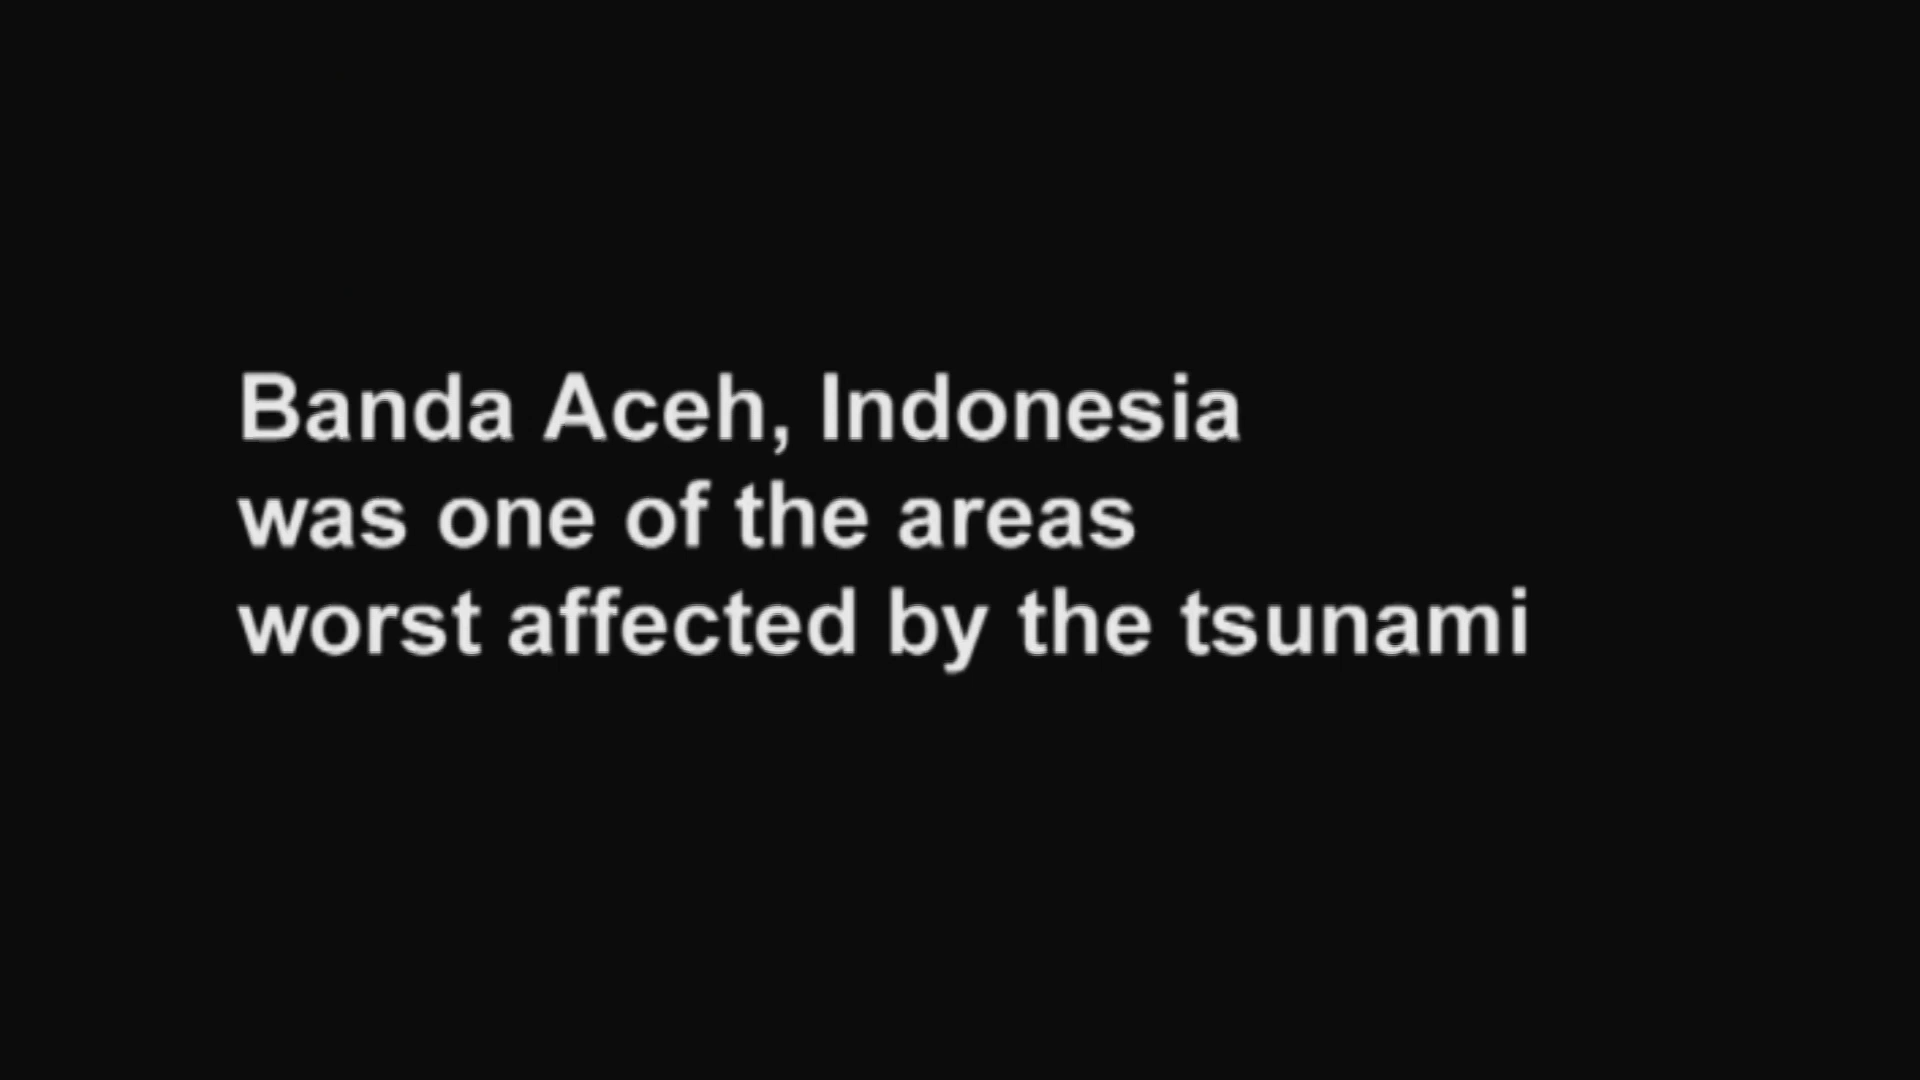 Banda Aceh, Indonesia
was one of the areas
worst affected by the tsunami